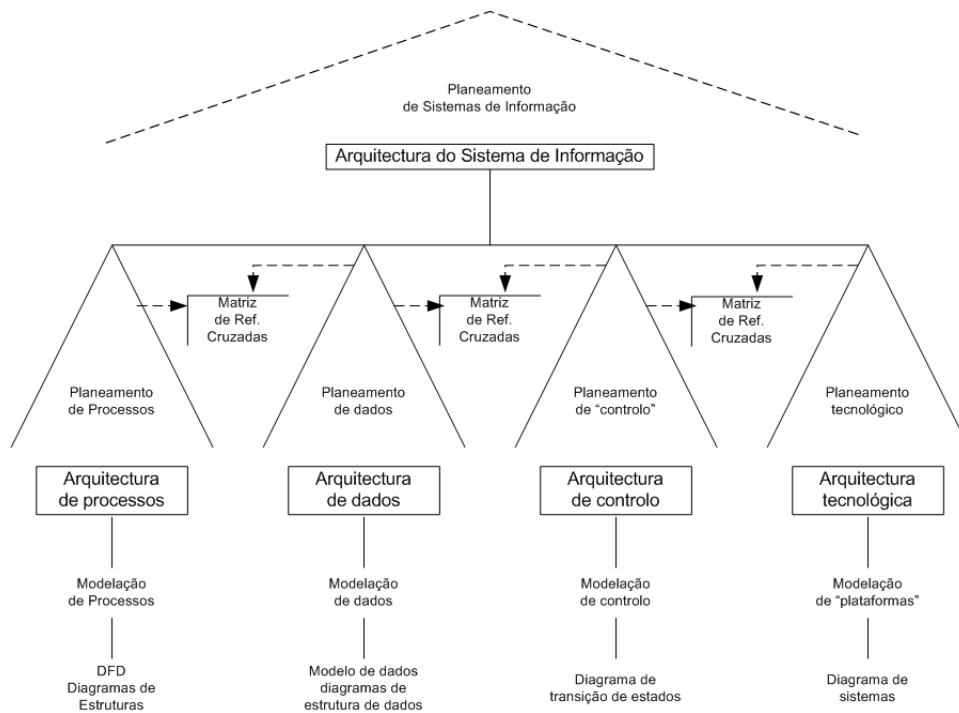 Planeamento
de Sistemas de Informação
Arquitectura do Sistema de Informação
Matriz
de Ref.
Cruzadas
Matriz
de Ref.
Cruzadas
Matriz
de Ref.
Cruzadas
Planeamento
de Processos
Planeamento
de dados
Planeamento
de “controlo”
Planeamento
tecnológico
Arquitectura
de processos
Arquitectura
de dados
Arquitectura
de controlo
Arquitectura
tecnológica
Modelação
de Processos
Modelação
de dados
Modelação
de controlo
Modelação
de “plataformas”
DFD
Diagramas de
Estruturas
Modelo de dados
diagramas de
estrutura de dados
Diagrama de
transição de estados
Diagrama de
sistemas